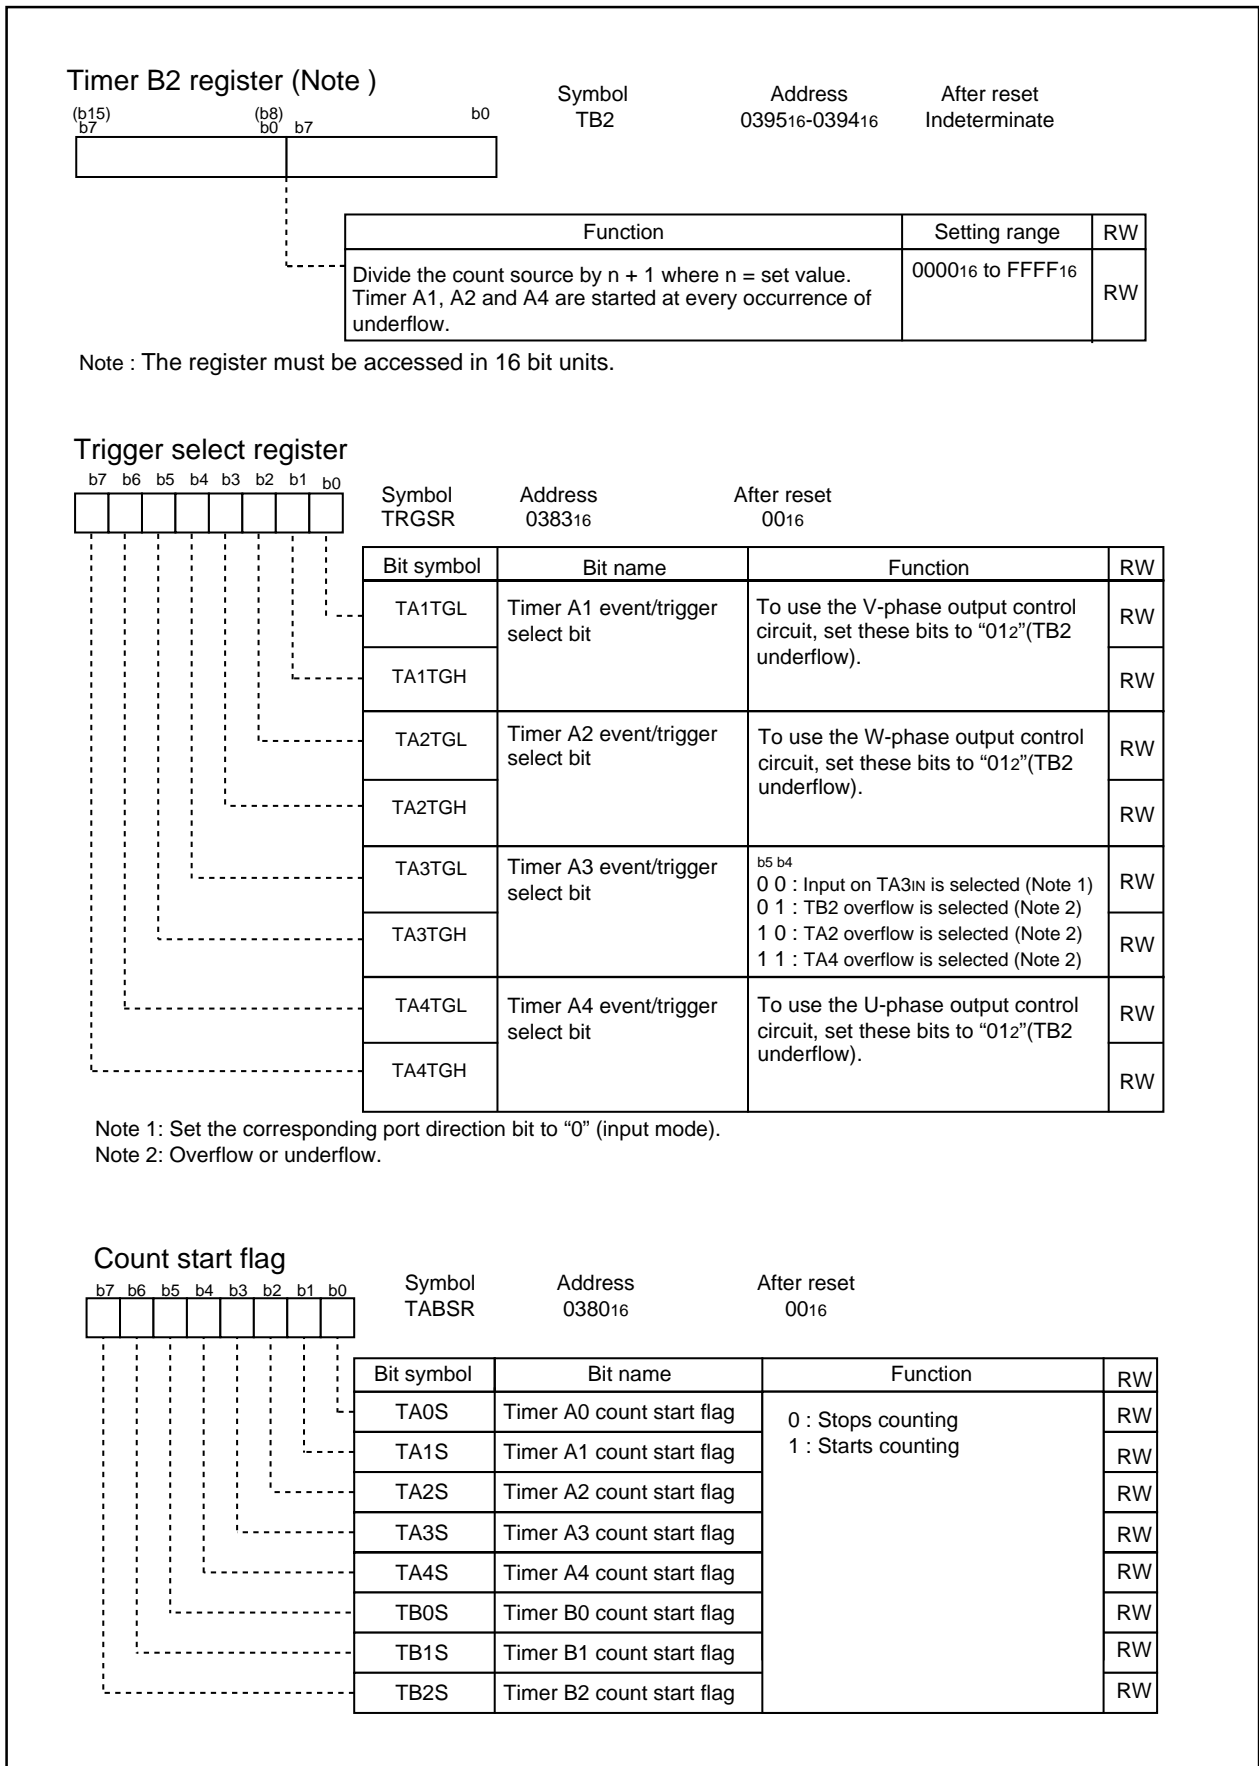 Timer B2 register (Note )
(b15) (b8)
b7 b0 b7 b0
Symbol Address After reset
TB2 039516-039416 Indeterminate
Function Setting range RW
Divide the count source by n + 1 where n = set value.
Timer A1, A2 and A4 are started at every occurrence of
underflow.
000016 to FFFF16
RW
Note : The register must be accessed in 16 bit units.
Trigger select register
b7 b6 b5 b4 b3 b2 b1 b0
Symbol Address After reset
TRGSR 038316 0016
Bit symbol Bit name Function RW
TA1TGL
Timer A1 event/trigger
select bit
To use the V-phase output control
circuit, set these bits to “012”(TB2
underflow).
RW
TA1TGH
RW
TA2TGL
Timer A2 event/trigger
select bit
To use the W-phase output control
circuit, set these bits to “012”(TB2
underflow).
RW
TA2TGH
RW
TA3TGL
Timer A3 event/trigger
select bit
b5 b4
0 0 : Input on TA3IN is selected (Note 1)
0 1 : TB2 overflow is selected (Note 2)
1 0 : TA2 overflow is selected (Note 2)
1 1 : TA4 overflow is selected (Note 2)
RW
TA3TGH
RW
TA4TGL
Timer A4 event/trigger
select bit
To use the U-phase output control
circuit, set these bits to “012”(TB2
underflow).
RW
TA4TGH
RW
Note 1: Set the corresponding port direction bit to “0” (input mode).
Note 2: Overflow or underflow.
Count start flag
b7 b6 b5 b4 b3 b2 b1 b0
Symbol Address After reset
TABSR 038016 0016
Bit symbol Bit name Function RW
TA0S Timer A0 count start flag 0 : Stops counting RW
TA1S Timer A1 count start flag 1 : Starts counting RW
TA2S Timer A2 count start flag RW
TA3S Timer A3 count start flag RW
TA4S Timer A4 count start flag RW
TB0S Timer B0 count start flag RW
TB1S Timer B1 count start flag RW
TB2S Timer B2 count start flag RW